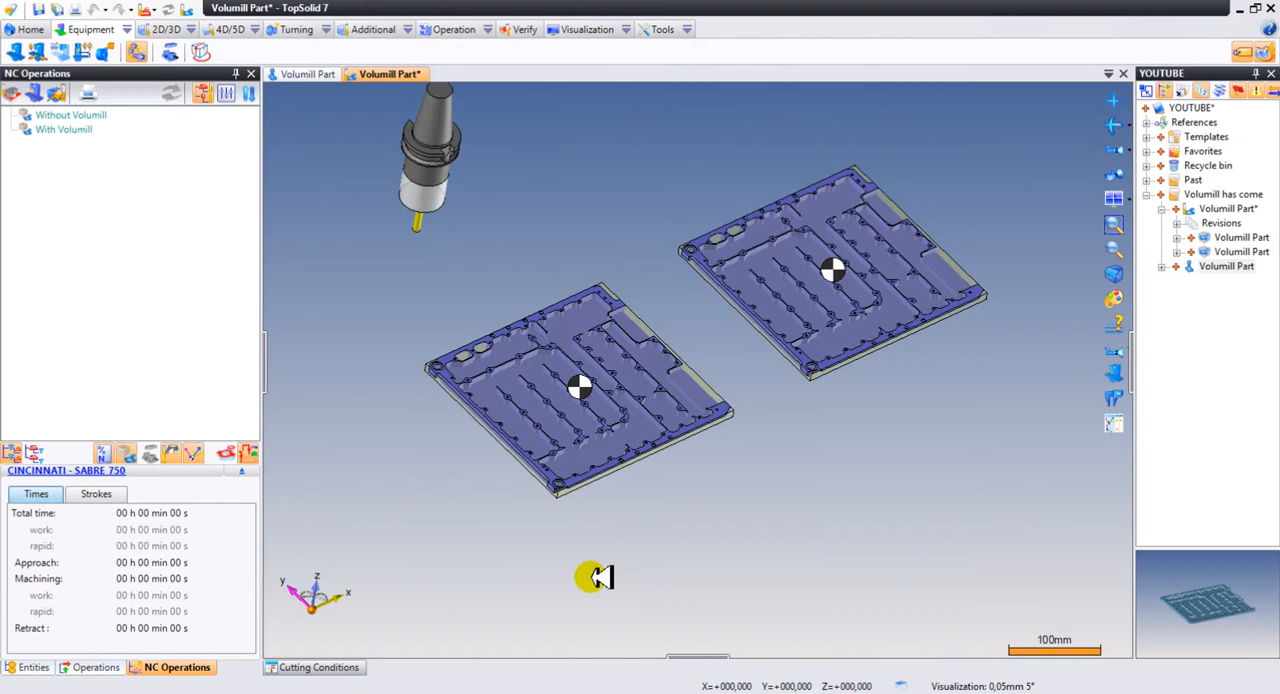 Volumill Part* - TopSolid 7
Home Equipment 2D/3D 4D/5D Turning Additional Operation Verify Visualization Tools
NC Operations
Without Volumill
With Volumill
CINCINNATI - SABRE 750
Times Strokes
Total time: 00 h 00 min 00 s
work: 00 h 00 min 00 s
rapid: 00 h 00 min 00 s
Approach: 00 h 00 min 00 s
Machining: 00 h 00 min 00 s
work: 00 h 00 min 00 s
rapid: 00 h 00 min 00 s
Retract : 00 h 00 min 00 s
Entities Operations NC Operations
Volumill Part Volumill Part*
z
y
x
100mm
Cutting Conditions
X=+000,000 Y=+000,000 Z=+000,000 Visualization: 0,05mm 5°
YOUTUBE
YOUTUBE*
References
Templates
Favorites
Recycle bin
Past
Volumill has come
Volumill Part*
Revisions
Volumill Part
Volumill Part
Volumill Part